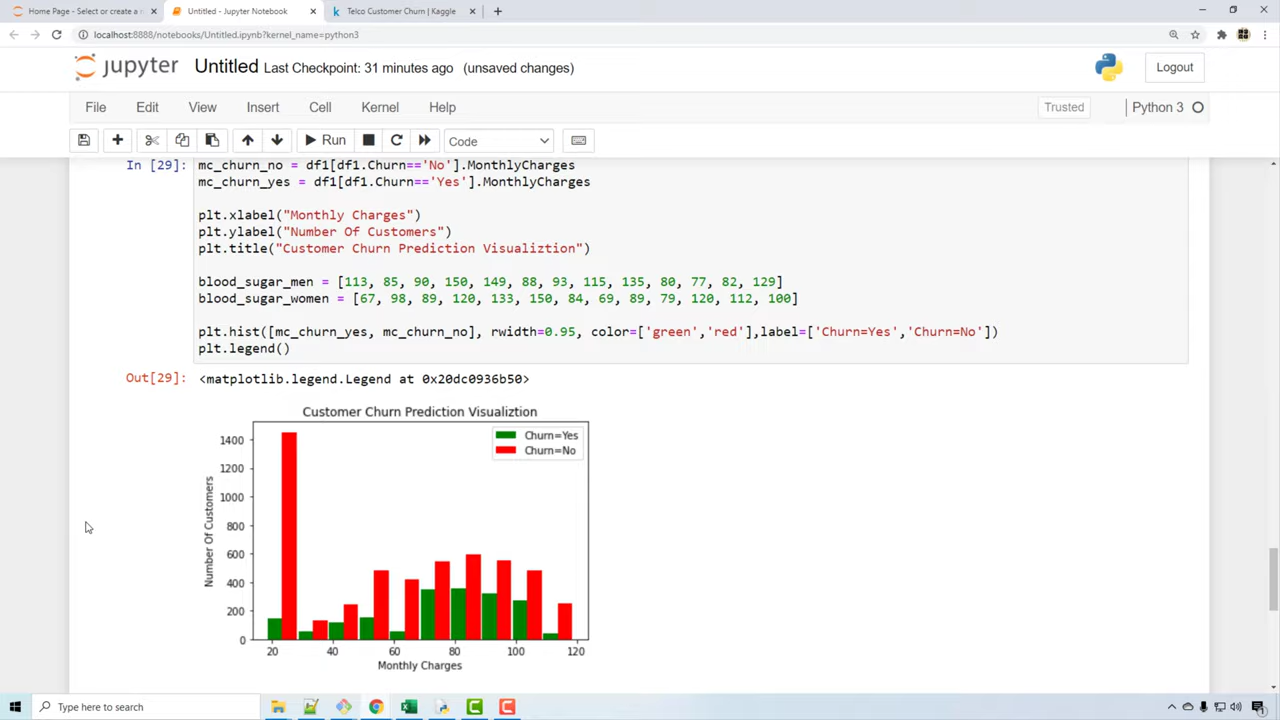 Home Page - Select or create a n
Untitled - Jupyter Notebook
Telco Customer Churn | Kaggle
localhost:8888/notebooks/Untitled.ipynb?kernel_name=python3
jupyter Untitled Last Checkpoint: 31 minutes ago (unsaved changes)
Logout
File Edit View Insert Cell Kernel Help
Trusted
Python 3
Run
Code
In [29]:
mc_churn_no = df1[df1.Churn=='No'].MonthlyCharges
mc_churn_yes = df1[df1.Churn=='Yes'].MonthlyCharges
plt.xlabel("Monthly Charges")
plt.ylabel("Number Of Customers")
plt.title("Customer Churn Prediction Visualiztion")
blood_sugar_men = [113, 85, 90, 150, 149, 88, 93, 115, 135, 80, 77, 82, 129]
blood_sugar_women = [67, 98, 89, 120, 133, 150, 84, 69, 89, 79, 120, 112, 100]
plt.hist([mc_churn_yes, mc_churn_no], rwidth=0.95, color=['green','red'],label=['Churn=Yes','Churn=No'])
plt.legend()
Out[29]: <matplotlib.legend.Legend at 0x20dc0936b50>
Customer Churn Prediction Visualiztion
Churn=Yes
Churn=No
1400
1200
1000
800
600
400
200
0
Number Of Customers
20 40 60 80 100 120
Monthly Charges
Type here to search